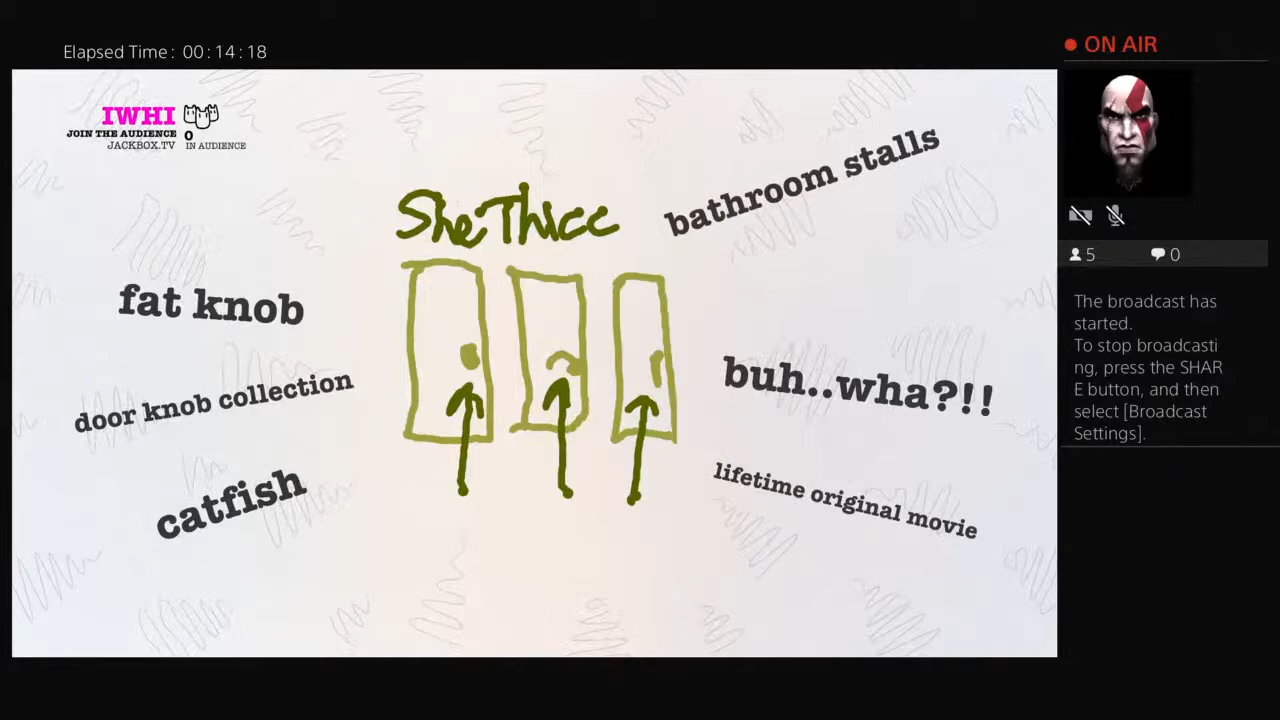 Elapsed Time: 00:14:18
ON AIR
IWHI
JOIN THE AUDIENCE
JACKBOX.TV
0
IN AUDIENCE
bathroom stalls
She Thicc
fat knob
door knob collection
catfish
buh..wha?!!
lifetime original movie
5
0
The broadcast has
started.
To stop broadcasti
ng, press the SHAR
E button, and then
select [Broadcast
Settings].